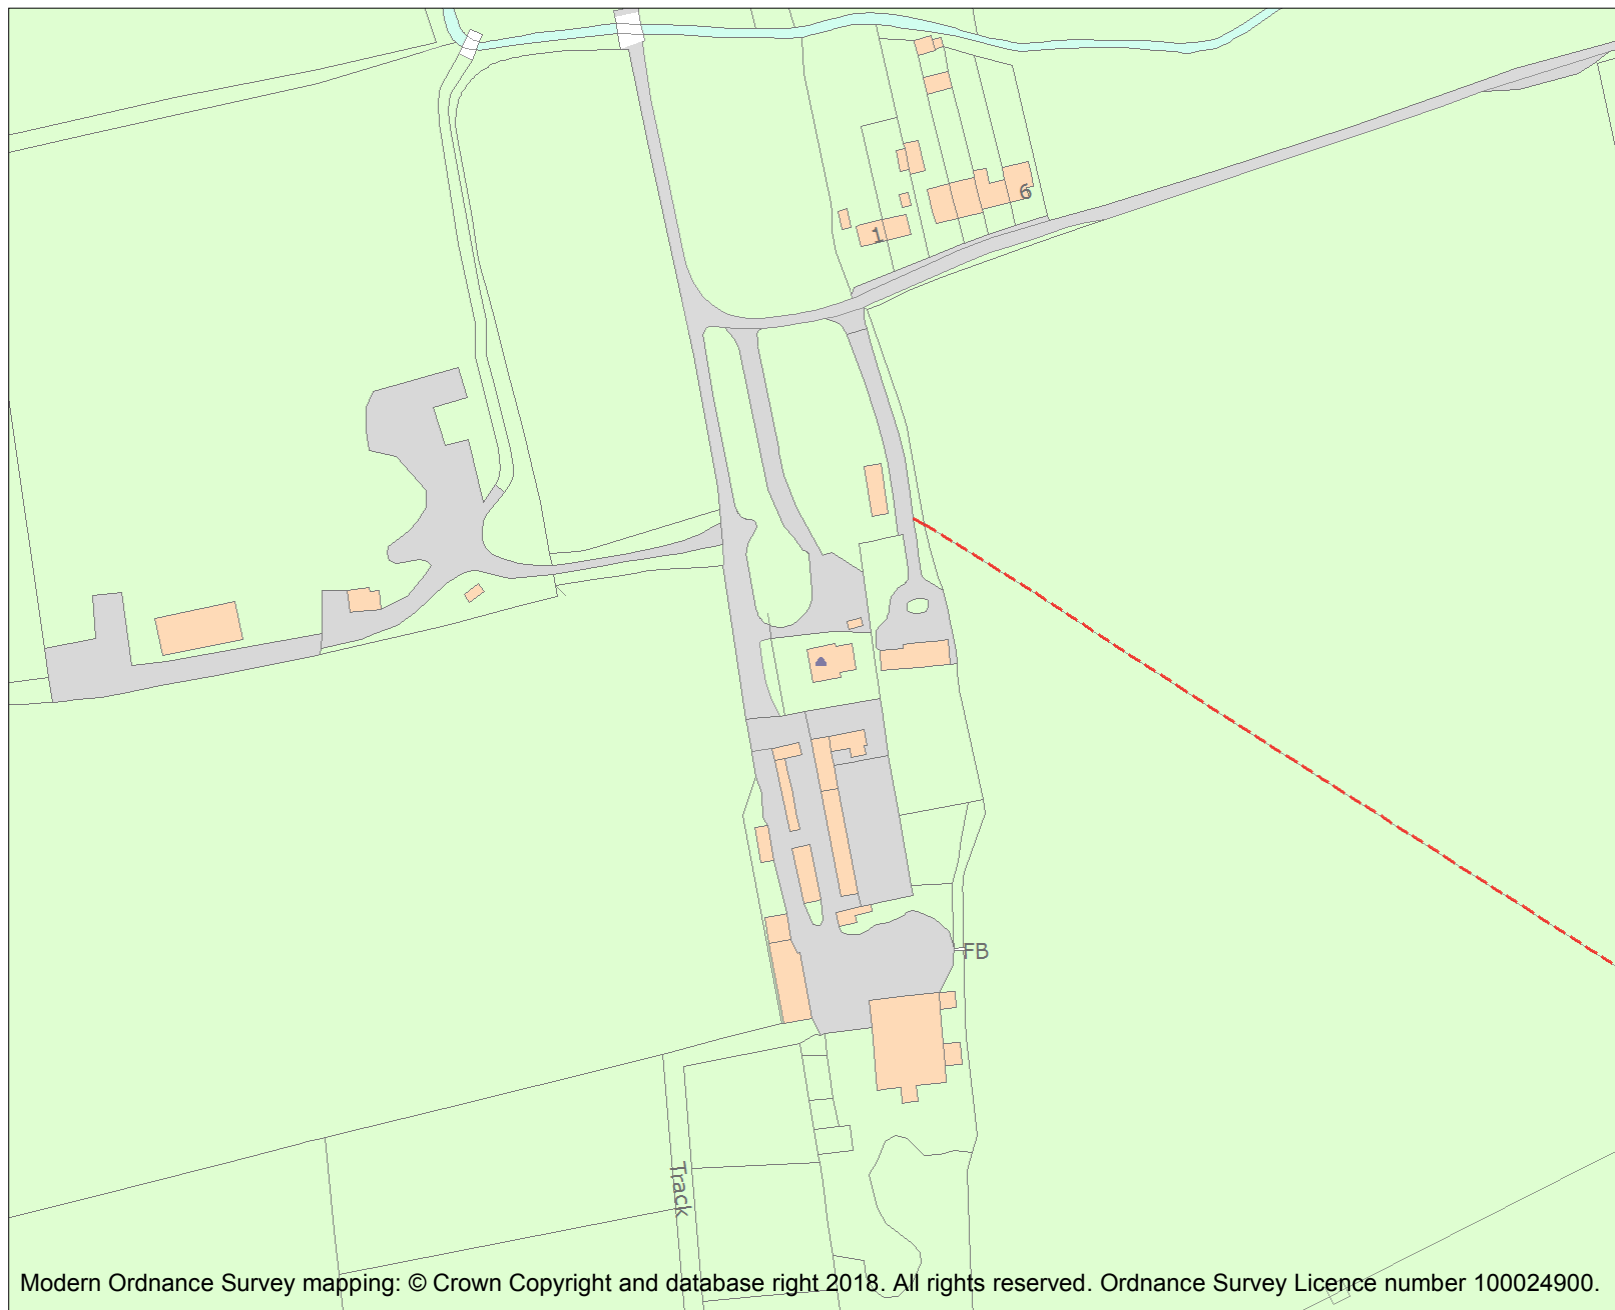 6
1
FB
Track
Modern Ordnance Survey mapping: © Crown Copyright and database right 2018. All rights reserved. Ordnance Survey Licence number 100024900.